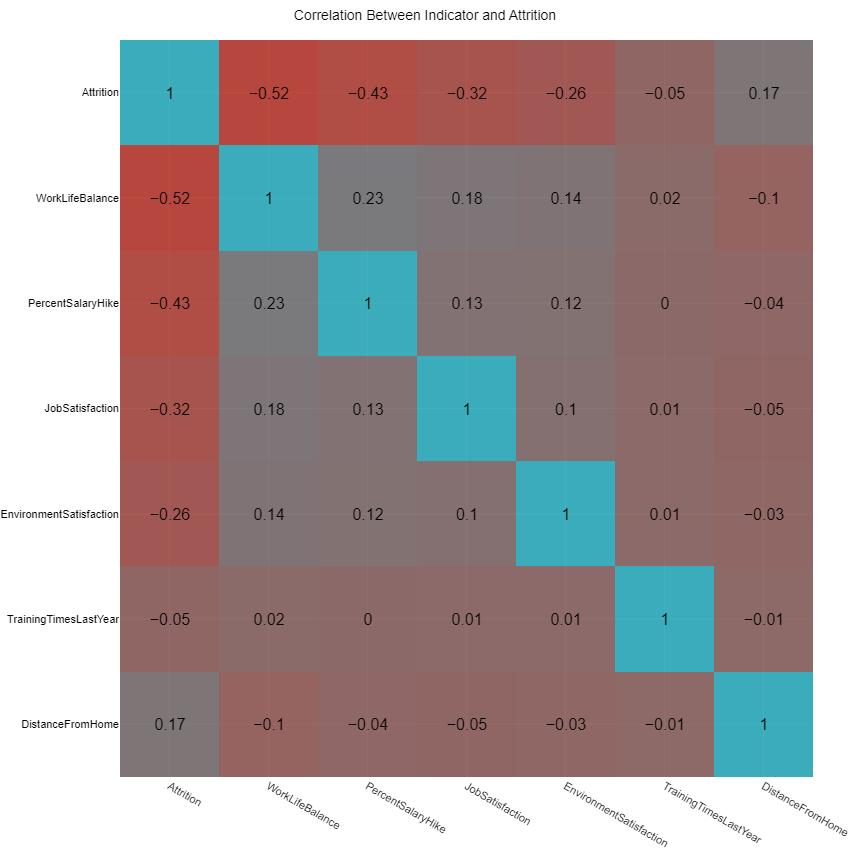 Correlation Between Indicator and Attrition
Attrition 1 −0.52 −0.43 −0.32 −0.26 −0.05 0.17
WorkLifeBalance −0.52 1 0.23 0.18 0.14 0.02 −0.1
PercentSalaryHike −0.43 0.23 1 0.13 0.12 0 −0.04
JobSatisfaction −0.32 0.18 0.13 1 0.1 0.01 −0.05
EnvironmentSatisfaction −0.26 0.14 0.12 0.1 1 0.01 −0.03
TrainingTimesLastYear −0.05 0.02 0 0.01 0.01 1 −0.01
DistanceFromHome 0.17 −0.1 −0.04 −0.05 −0.03 −0.01 1
Attrition WorkLifeBalance PercentSalaryHike JobSatisfaction EnvironmentSatisfaction TrainingTimesLastYear DistanceFromHome